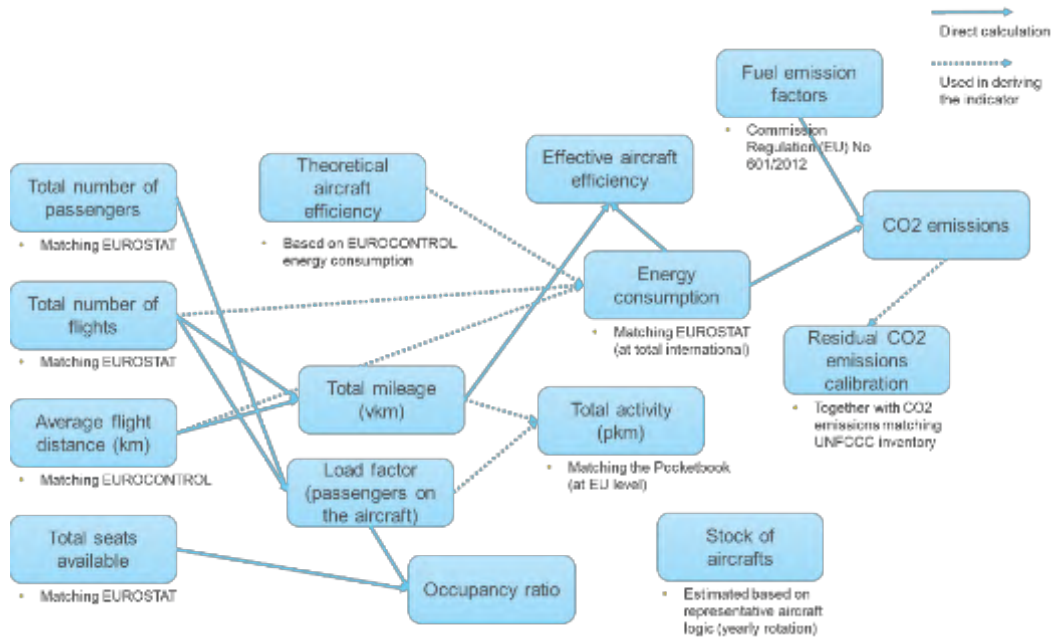 Direct calculation
Used in deriving
the indicator
Fuel emission
factors
• Commission
Regulation (EU) No
601/2012
Effective aircraft
efficiency
Theoretical
aircraft
efficiency
• Based on EUROCONTROL
energy consumption
Total number of
passengers
• Matching EUROSTAT
CO2 emissions
Energy
consumption
• Matching EUROSTAT
(at total international)
Total number of
flights
• Matching EUROSTAT
Residual CO2
emissions
calibration
• Together with CO2
emissions matching
UNFCCC inventory
Total mileage
(vkm)
Total activity
(pkm)
• Matching the Pocketbook
(at EU level)
Average flight
distance (km)
• Matching EUROCONTROL
Load factor
(passengers on
the aircraft)
Total seats
available
• Matching EUROSTAT
Occupancy ratio
Stock of
aircrafts
• Estimated based on
representative aircraft
logic (yearly rotation)